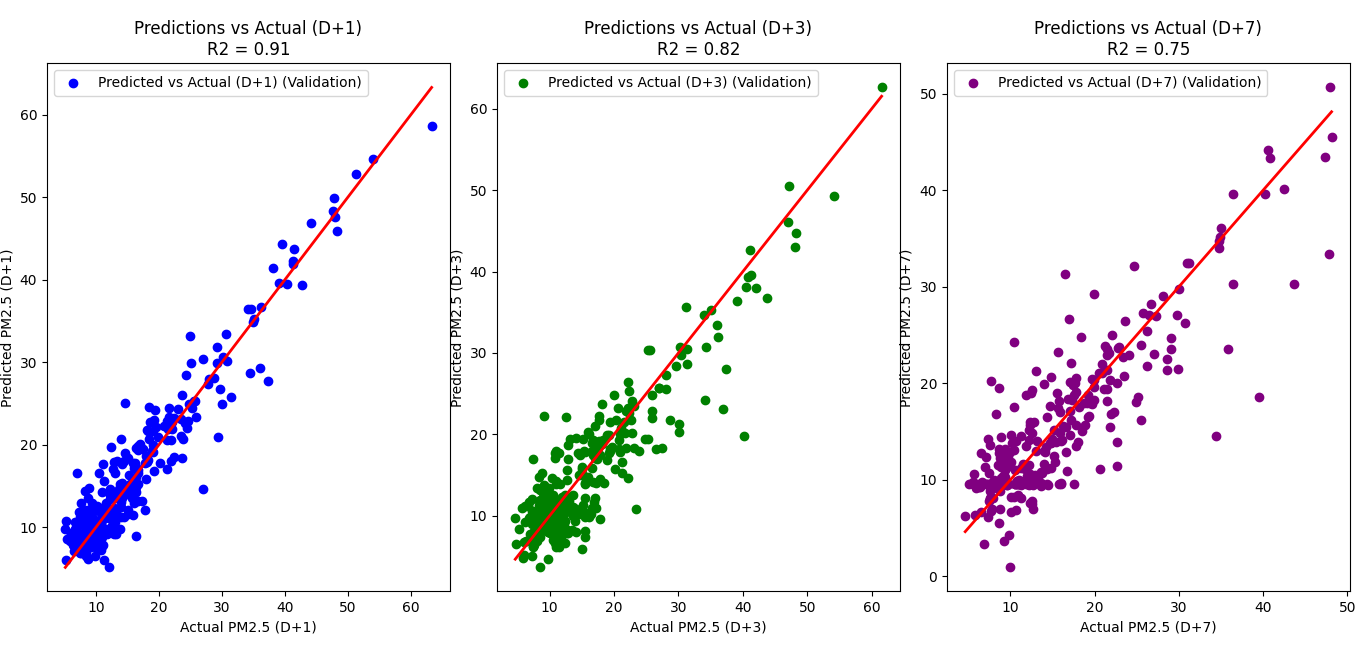 Predictions vs Actual (D+1)
R2 = 0.91
Predicted vs Actual (D+1) (Validation)
60
50
40
30
20
10
Predicted PM2.5 (D+1)
10 20 30 40 50 60
Actual PM2.5 (D+1)
Predictions vs Actual (D+3)
R2 = 0.82
Predicted vs Actual (D+3) (Validation)
60
50
40
30
20
10
Predicted PM2.5 (D+3)
10 20 30 40 50 60
Actual PM2.5 (D+3)
Predictions vs Actual (D+7)
R2 = 0.75
Predicted vs Actual (D+7) (Validation)
50
40
30
20
10
0
Predicted PM2.5 (D+7)
10 20 30 40 50
Actual PM2.5 (D+7)